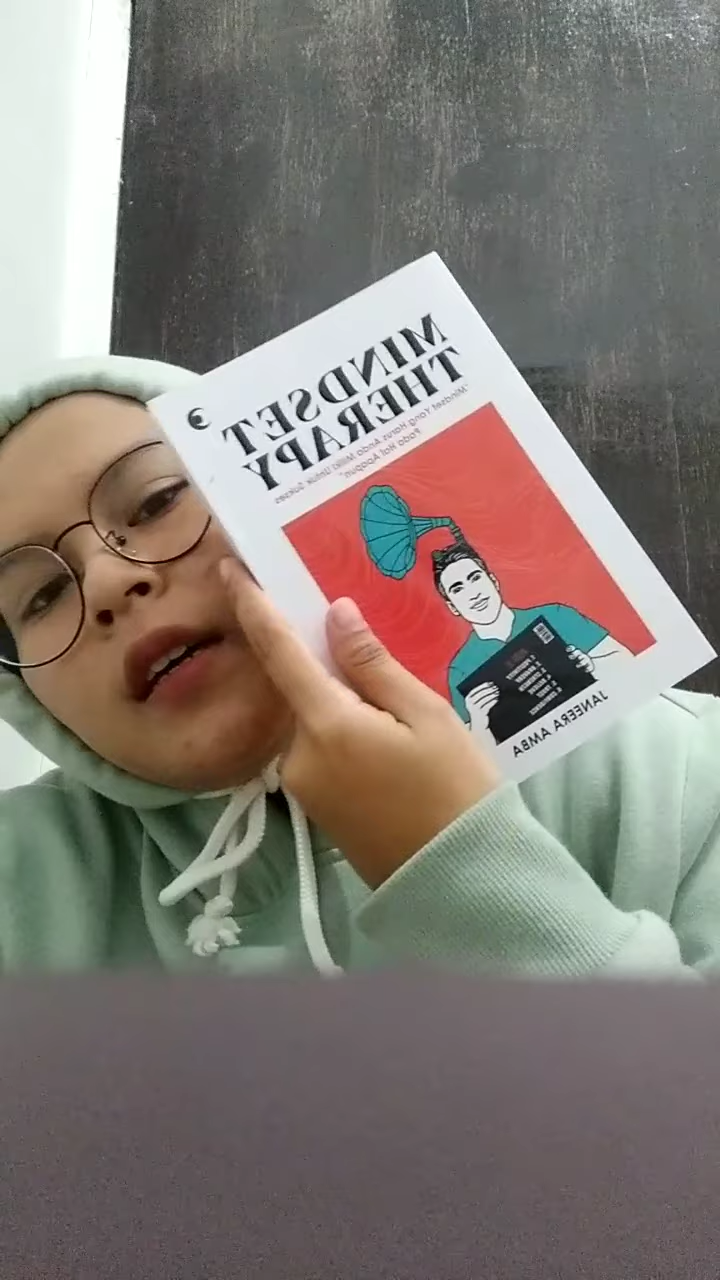 MINDSET
THERAPY
"Mindset Yang Harus Anda Miliki Untuk Sukses
Pada Hal Apapun"
JANEERA AMBA